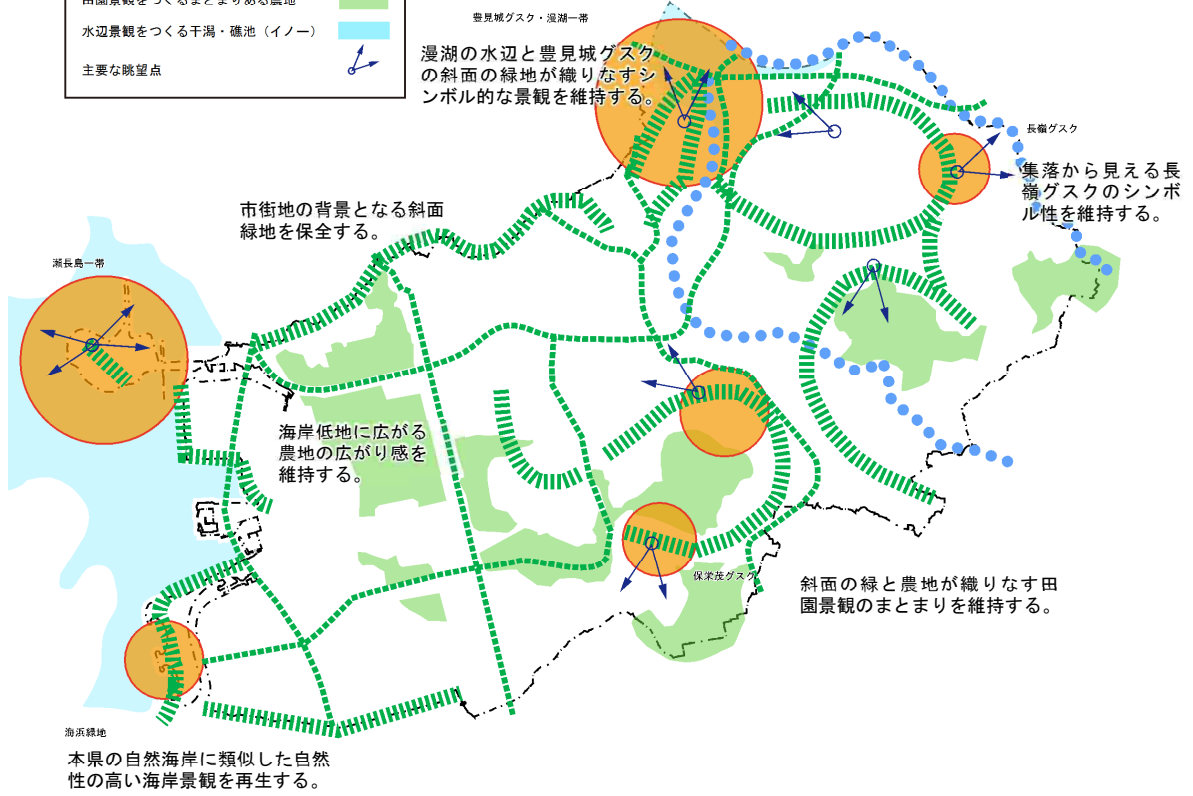 田園景観をつくるまとまりある農地
水辺景観をつくる干潟・礁池（イノー）
主要な眺望点
豊見城グスク・漫湖一帯
漫湖の水辺と豊見城グスク
の斜面の緑地が織りなすシ
ンボル的な景観を維持する。
長嶺グスク
集落から見える長
嶺グスクのシンボ
ル性を維持する。
市街地の背景となる斜面
緑地を保全する。
瀬長島一帯
海岸低地に広がる
農地の広がり感を
維持する。
保栄茂グスク
斜面の緑と農地が織りなす田
園景観のまとまりを維持する。
海浜緑地
本県の自然海岸に類似した自然
性の高い海岸景観を再生する。